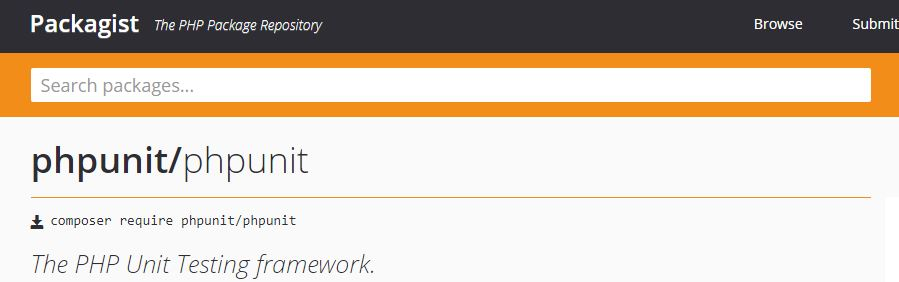 Packagist The PHP Package Repository Browse Submit
Search packages...
phpunit/phpunit
composer require phpunit/phpunit
The PHP Unit Testing framework.